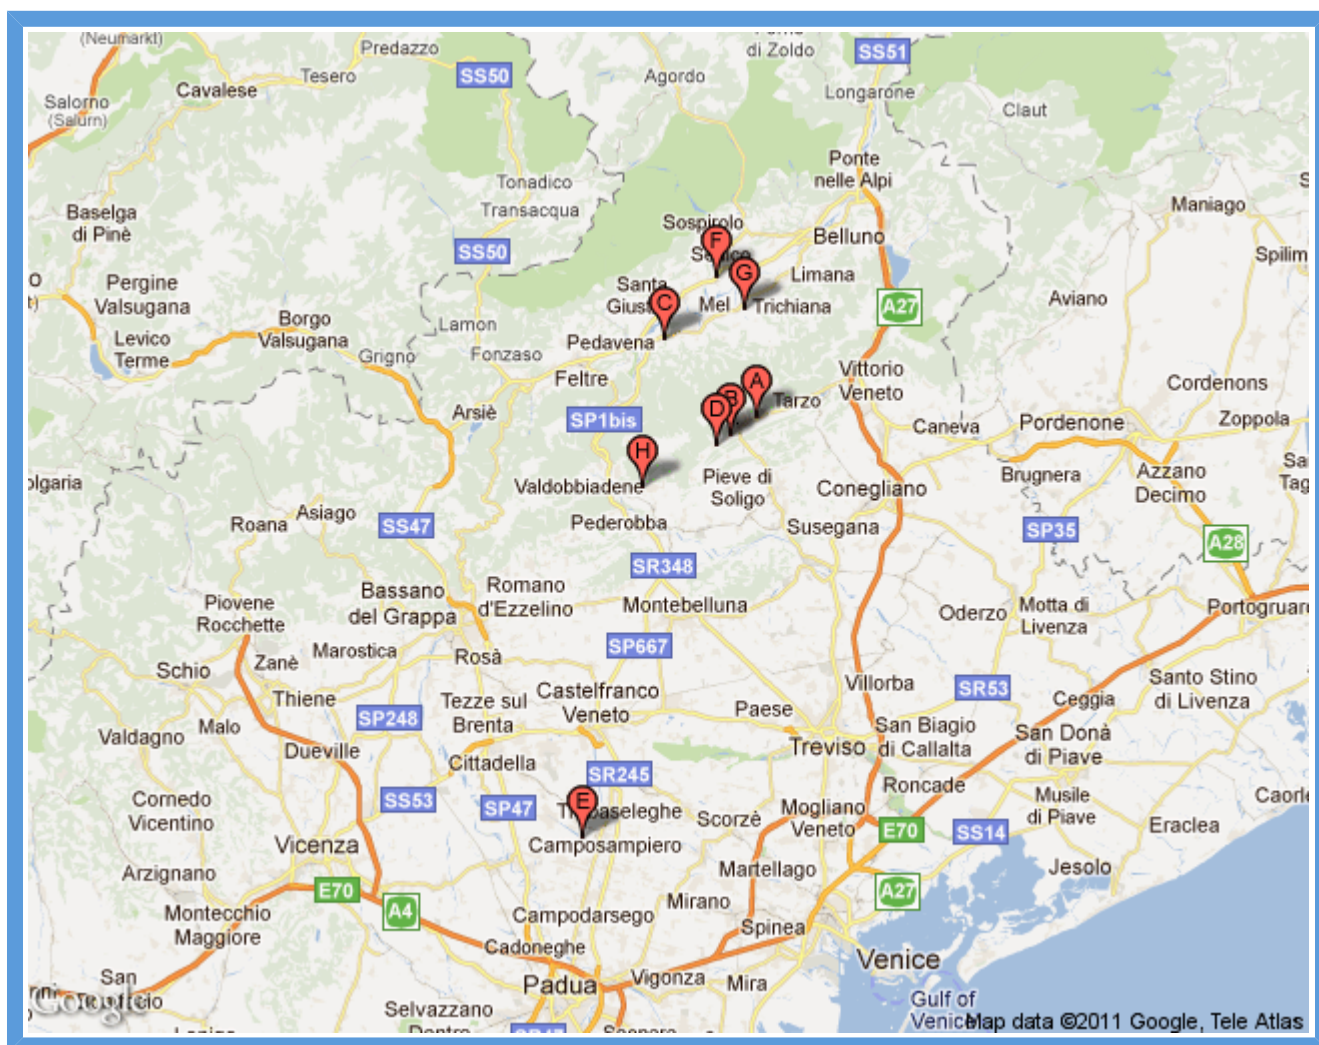 (Neumarkt)
Predazzo
di Zoldo
SS51
Cavalese
Tesero
SS50
Agordo
Longarone
Salorno
(Salurn)
Claut
Ponte
nelle Alpi
Tonadico
Transacqua
Baselga
di Pinè
Maniago
Sospirolo
F
Belluno
SS50
Spilim
G
Limana
Pergine
Valsugana
Santa
C
Mel
Trichiana
A27
Aviano
Borgo
Valsugana
Lamon
Levico
Terme
Grigno
Fonzaso
Pedavena
Feltre
Vittorio
Veneto
A
Tarzo
Cordenons
Arsiè
SP1bis
B
D
Caneva
Pordenone
Zoppola
H
Valdobbiadene
Pieve di
Soligo
Conegliano
Brugnera
Azzano
Decimo
Tag
olgaria
Roana
Asiago
SS47
Pederobba
Susegana
SP35
A28
SR348
Bassano
del Grappa
Romano
d'Ezzelino
Montebelluna
Piovene
Rocchette
Oderzo
Motta di
Livenza
Portogruar
Marostica
SP667
Schio
Zanè
Rosà
Thiene
Tezze sul
Brenta
Castelfranco
Veneto
Villorba
SR53
Ceggia
Santo Stino
di Livenza
Malo
SP248
Paese
San Biagio
di Callalta
San Donà
di Piave
Valdagno
Dueville
Treviso
Cittadella
SR245
Roncade
Cornedo
Vicentino
SS53
SP47
E
Camposampiero
Scorzè
Mogliano
Veneto
E70
SS14
Musile
di Piave
Caorle
Eraclea
Vicenza
Arzignano
Martellago
Jesolo
E70
A4
A27
Montecchio
Maggiore
Campodarsego
Mirano
Spinea
Cadoneghe
Venice
San
Padua
Vigonza
Mira
Google
Selvazzano
Gulf of
Venice
Map data ©2011 Google, Tele Atlas